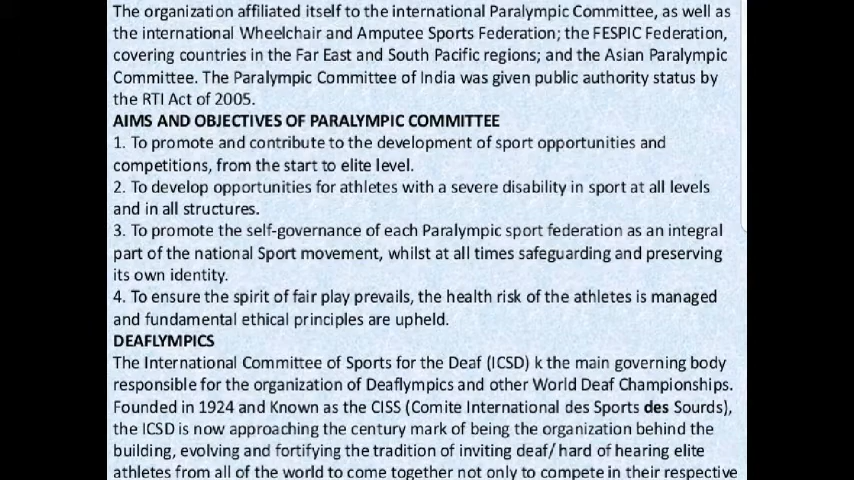 The organization affiliated itself to the international Paralympic Committee, as well as
the international Wheelchair and Amputee Sports Federation; the FESPIC Federation,
covering countries in the Far East and South Pacific regions; and the Asian Paralympic
Committee. The Paralympic Committee of India was given public authority status by
the RTI Act of 2005.
AIMS AND OBJECTIVES OF PARALYMPIC COMMITTEE
1. To promote and contribute to the development of sport opportunities and
competitions, from the start to elite level.
2. To develop opportunities for athletes with a severe disability in sport at all levels
and in all structures.
3. To promote the self-governance of each Paralympic sport federation as an integral
part of the national Sport movement, whilst at all times safeguarding and preserving
its own identity.
4. To ensure the spirit of fair play prevails, the health risk of the athletes is managed
and fundamental ethical principles are upheld.
DEAFLYMPICS
The International Committee of Sports for the Deaf (ICSD) k the main governing body
responsible for the organization of Deaflympics and other World Deaf Championships.
Founded in 1924 and Known as the CISS (Comite International des Sports des Sourds),
the ICSD is now approaching the century mark of being the organization behind the
building, evolving and fortifying the tradition of inviting deaf/ hard of hearing elite
athletes from all of the world to come together not only to compete in their respective